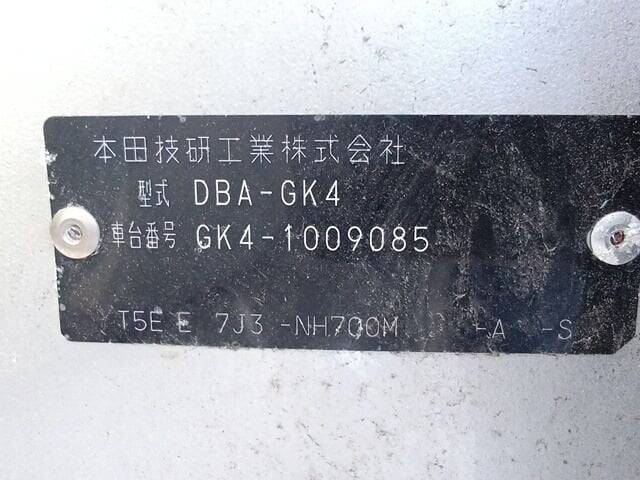 本田技研工業株式会社
型式 DBA-GK4
車台番号 GK4-1009085
T5E E 7J3 -NH700M -A -S